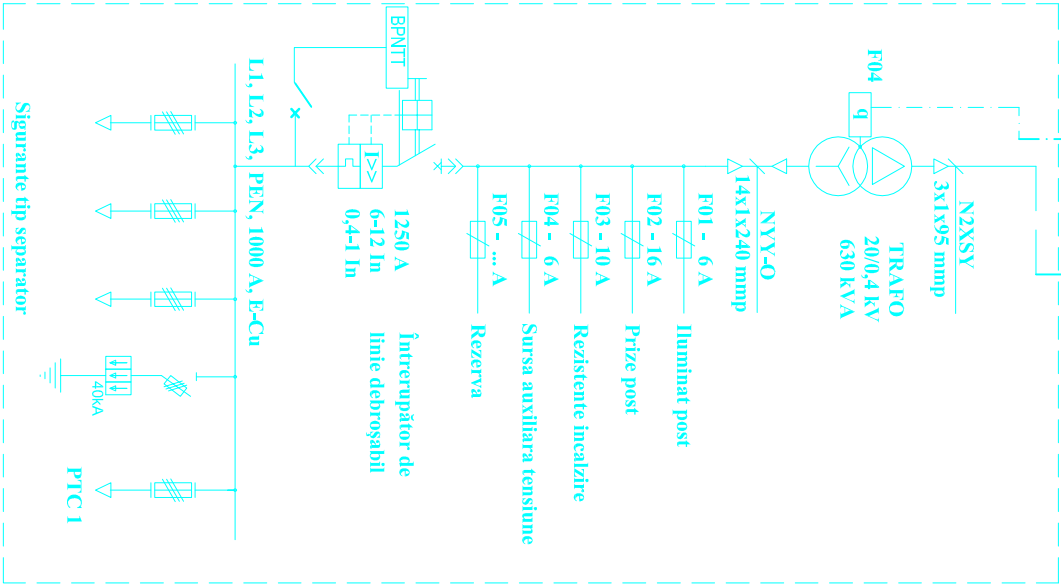 N2XSY
3x1x95 mmp
TRAFO
20/0,4 kV
630 kVA
F04
q
NYY-O
14x1x240 mmp
F01 - 6 A
Iluminat post
F02 - 16 A
Prize post
F03 - 10 A
Rezistente incalzire
F04 - 6 A
Sursa auxiliara tensiune
F05 - ... A
Rezerva
BPNTT
I>>
1250 A
6-12 In
0,4-1 In
Întrerupător de
linie debroşabil
L1, L2, L3, PEN, 1000 A, E-Cu
40kA
PTC 1
Sigurante tip separator